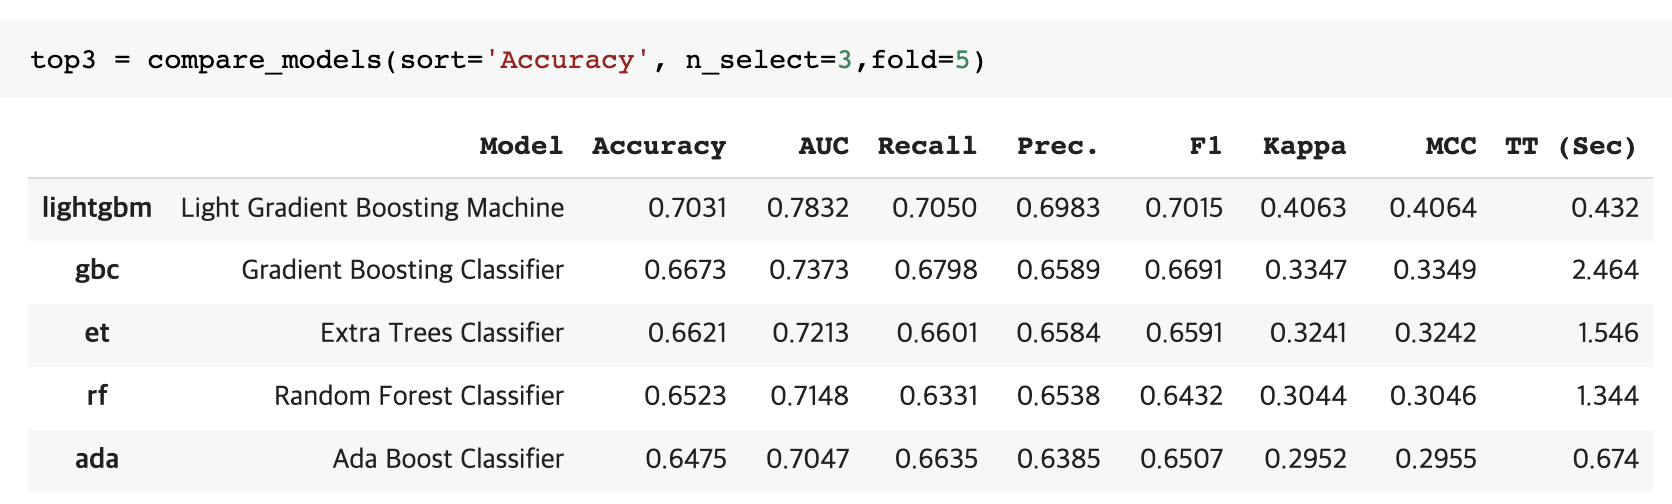 top3 = compare_models(sort='Accuracy', n_select=3,fold=5)
Model Accuracy AUC Recall Prec. F1 Kappa MCC TT (Sec)
lightgbm Light Gradient Boosting Machine 0.7031 0.7832 0.7050 0.6983 0.7015 0.4063 0.4064 0.432
gbc Gradient Boosting Classifier 0.6673 0.7373 0.6798 0.6589 0.6691 0.3347 0.3349 2.464
et Extra Trees Classifier 0.6621 0.7213 0.6601 0.6584 0.6591 0.3241 0.3242 1.546
rf Random Forest Classifier 0.6523 0.7148 0.6331 0.6538 0.6432 0.3044 0.3046 1.344
ada Ada Boost Classifier 0.6475 0.7047 0.6635 0.6385 0.6507 0.2952 0.2955 0.674